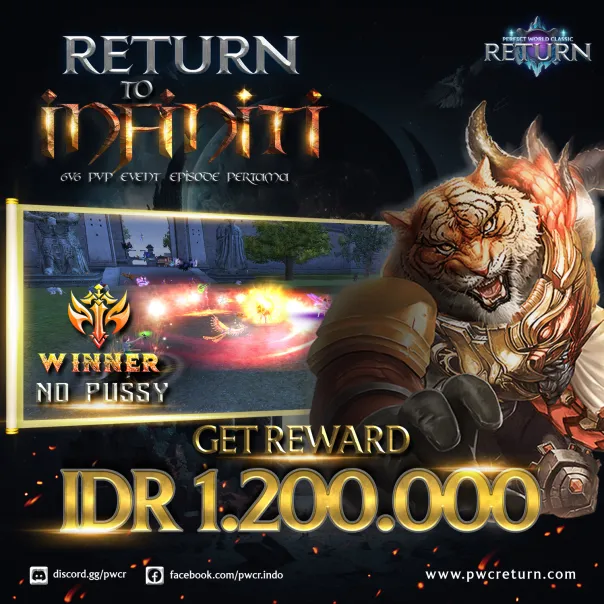 RETURN
TO
INFINITI
6V6 PVP EVENT EPISODE PERTAMA
PERFECT WORLD CLASSIC
RETURN
WINNER
NO PUSSY
GET REWARD
IDR 1.200.000
discord.gg/pwcr
facebook.com/pwcr.indo
www.pwcreturn.com